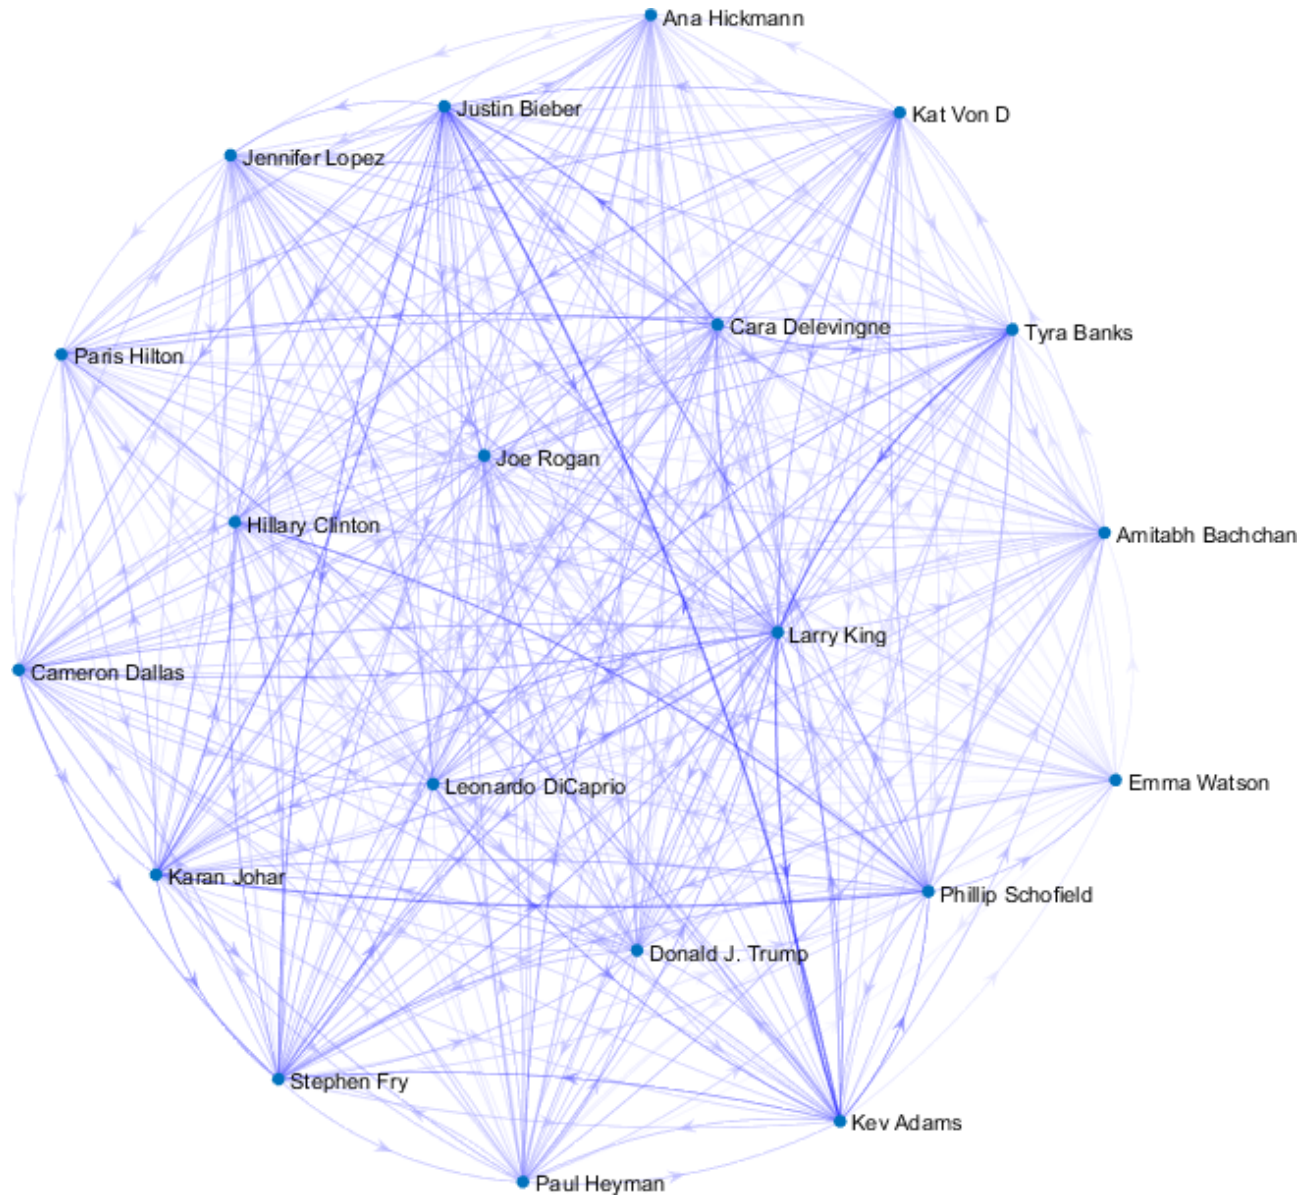 Ana Hickmann
Justin Bieber
Kat Von D
Jennifer Lopez
Cara Delevingne
Tyra Banks
Paris Hilton
Joe Rogan
Hillary Clinton
Amitabh Bachchan
Larry King
Cameron Dallas
Leonardo DiCaprio
Emma Watson
Karan Johar
Phillip Schofield
Donald J. Trump
Stephen Fry
Kev Adams
Paul Heyman